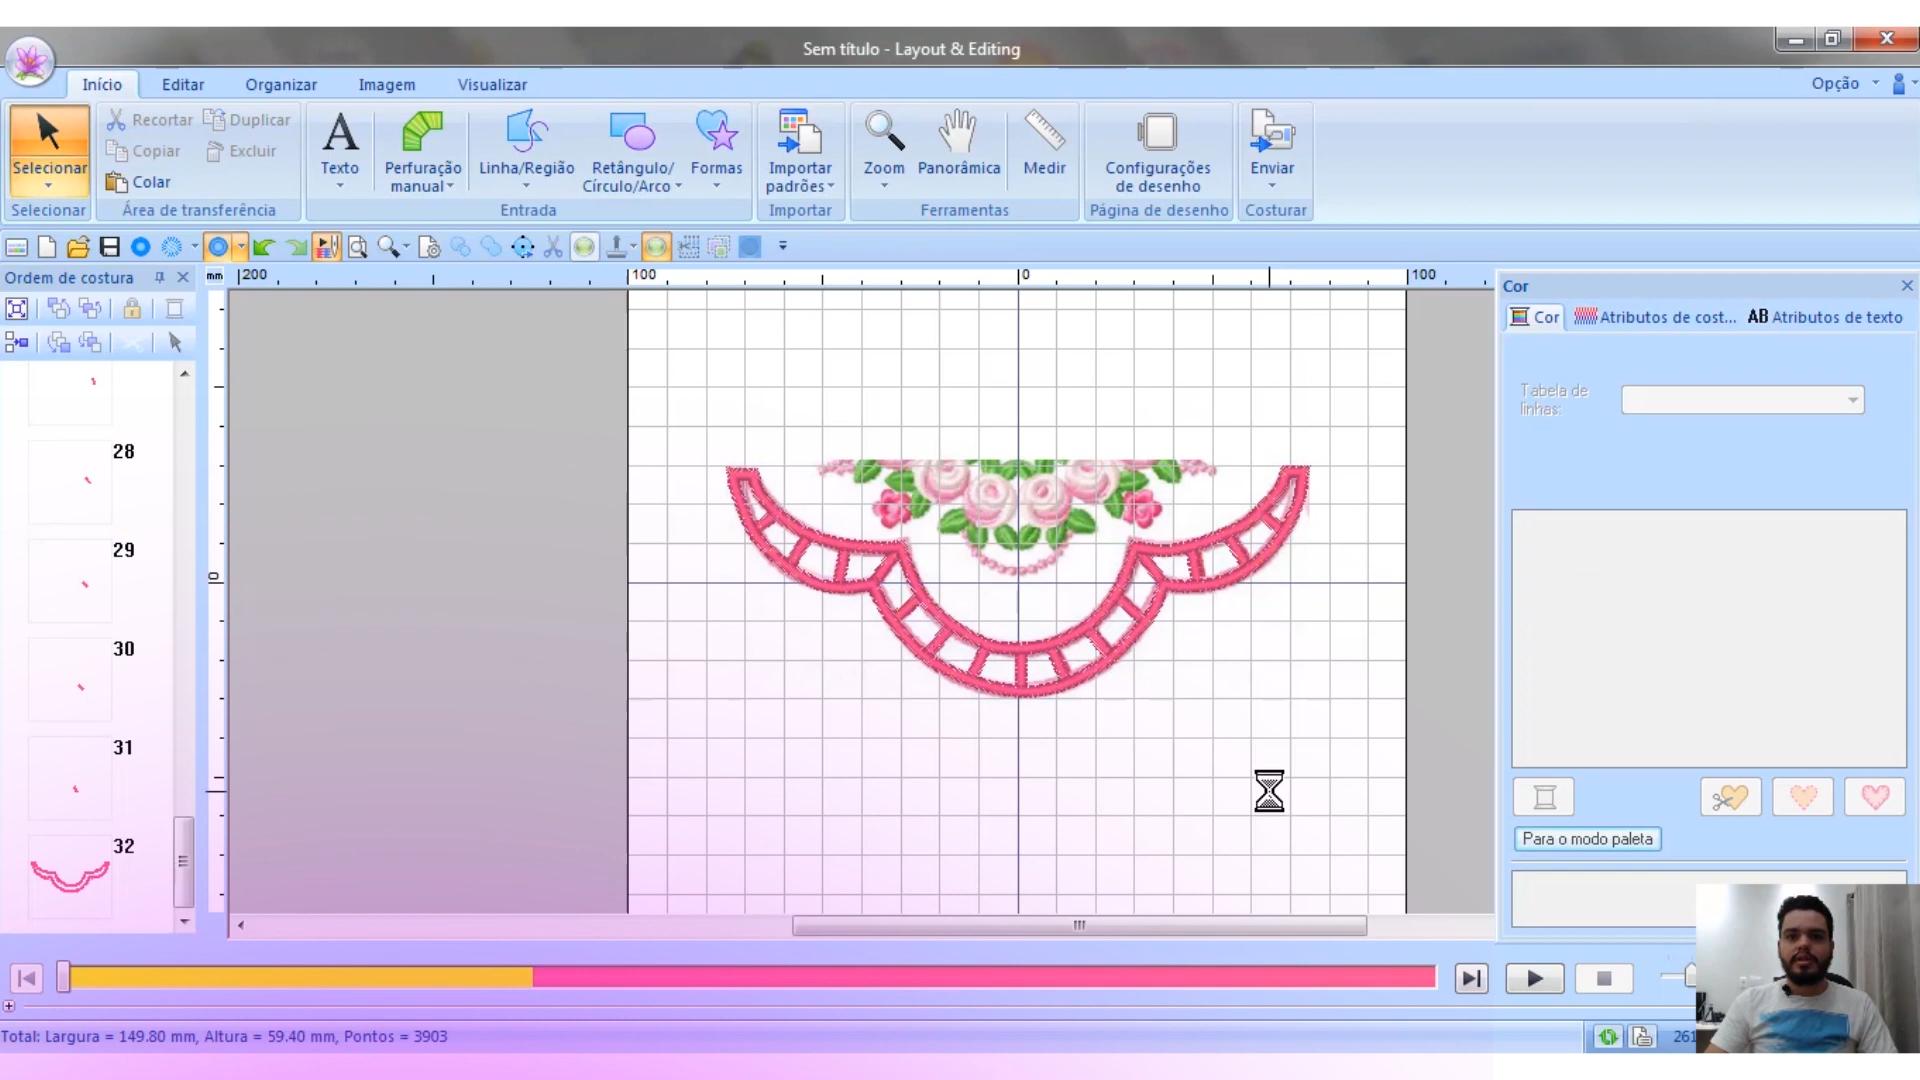 Sem título - Layout & Editing
Início Editar Organizar Imagem Visualizar Opção
Selecionar
Recortar Duplicar
Copiar Excluir
Colar
Texto
Perfuração manual
Linha/Região
Retângulo/ Círculo/Arco
Formas
Importar padrões
Zoom
Panorâmica
Medir
Configurações de desenho
Enviar
Selecionar Área de transferência Entrada Importar Ferramentas Página de desenho Costurar
Ordem de costura
mm 200 100 0 100
0
28
29
30
31
32
Cor
Cor Atributos de cost... AB Atributos de texto
Tabela de
linhas:
Para o modo paleta
Total: Largura = 149.80 mm, Altura = 59.40 mm, Pontos = 3903
261